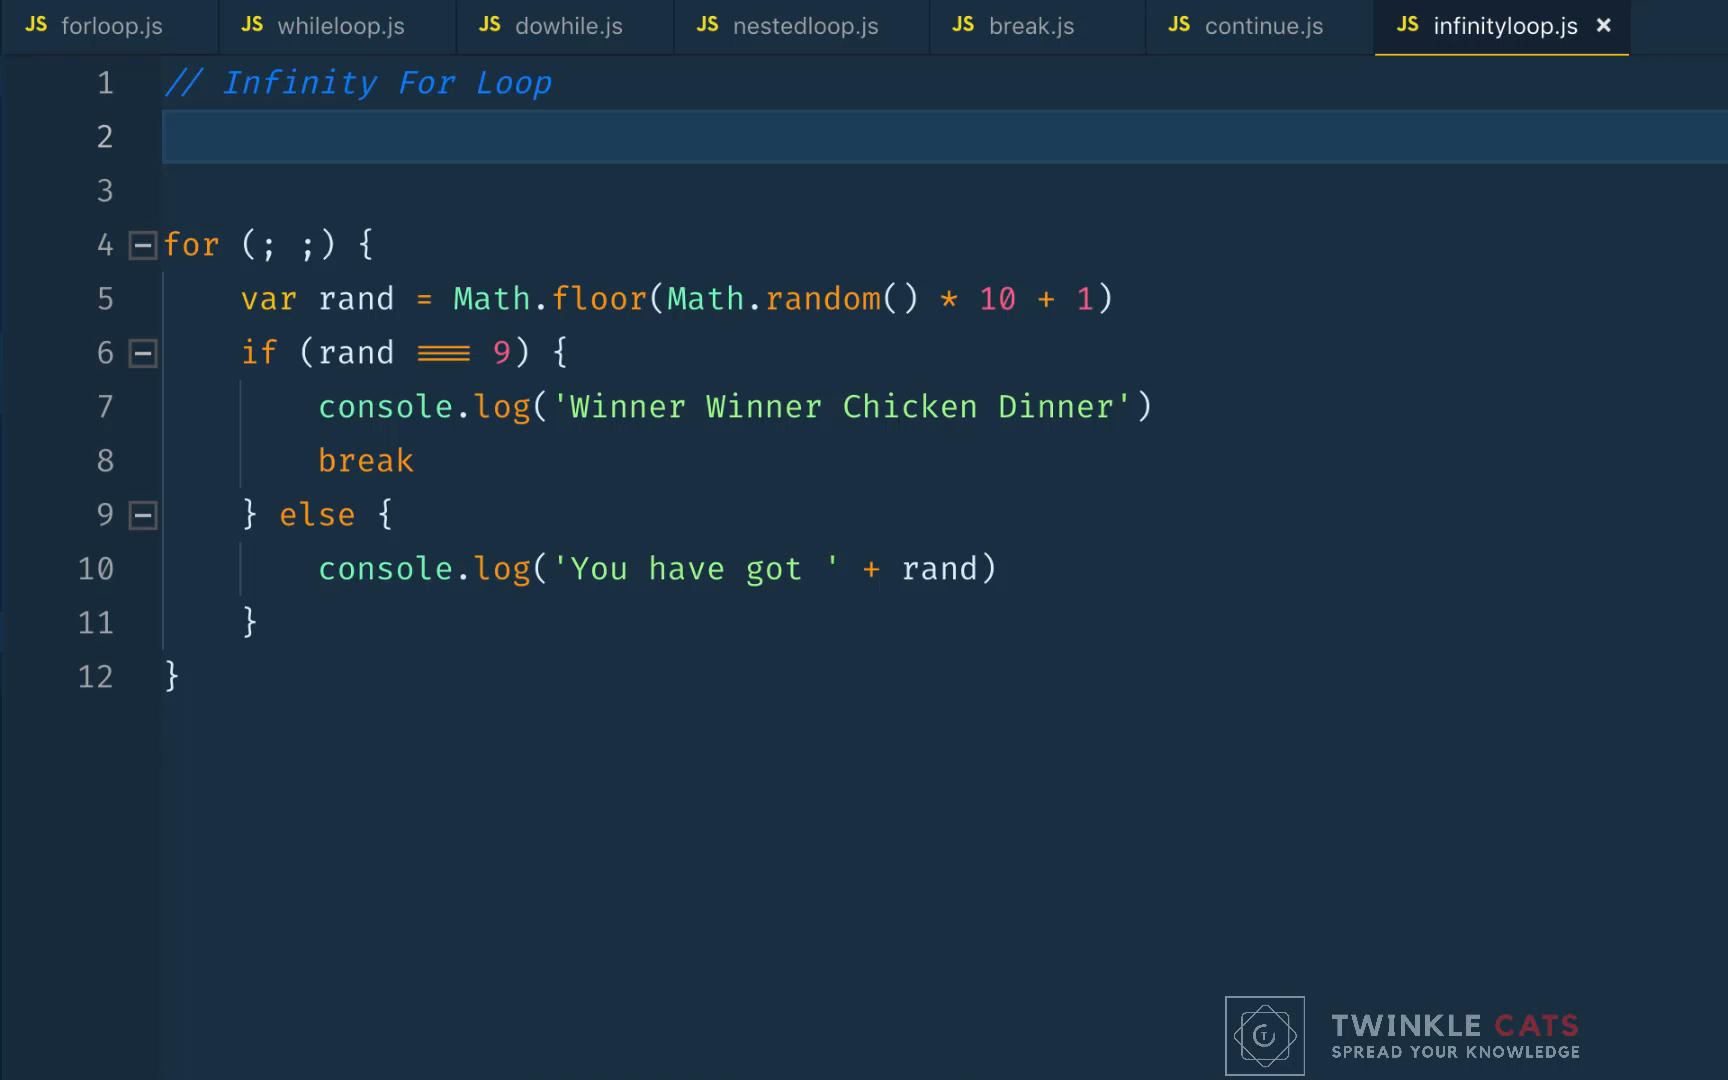 JS forloop.js JS whileloop.js JS dowhile.js JS nestedloop.js JS break.js JS continue.js JS infinityloop.js ×
1 // Infinity For Loop
2
3
4 for (; ;) {
5 var rand = Math.floor(Math.random() * 10 + 1)
6 if (rand === 9) {
7 console.log('Winner Winner Chicken Dinner')
8 break
9 } else {
10 console.log('You have got ' + rand)
11 }
12 }
TWINKLE CATS
SPREAD YOUR KNOWLEDGE